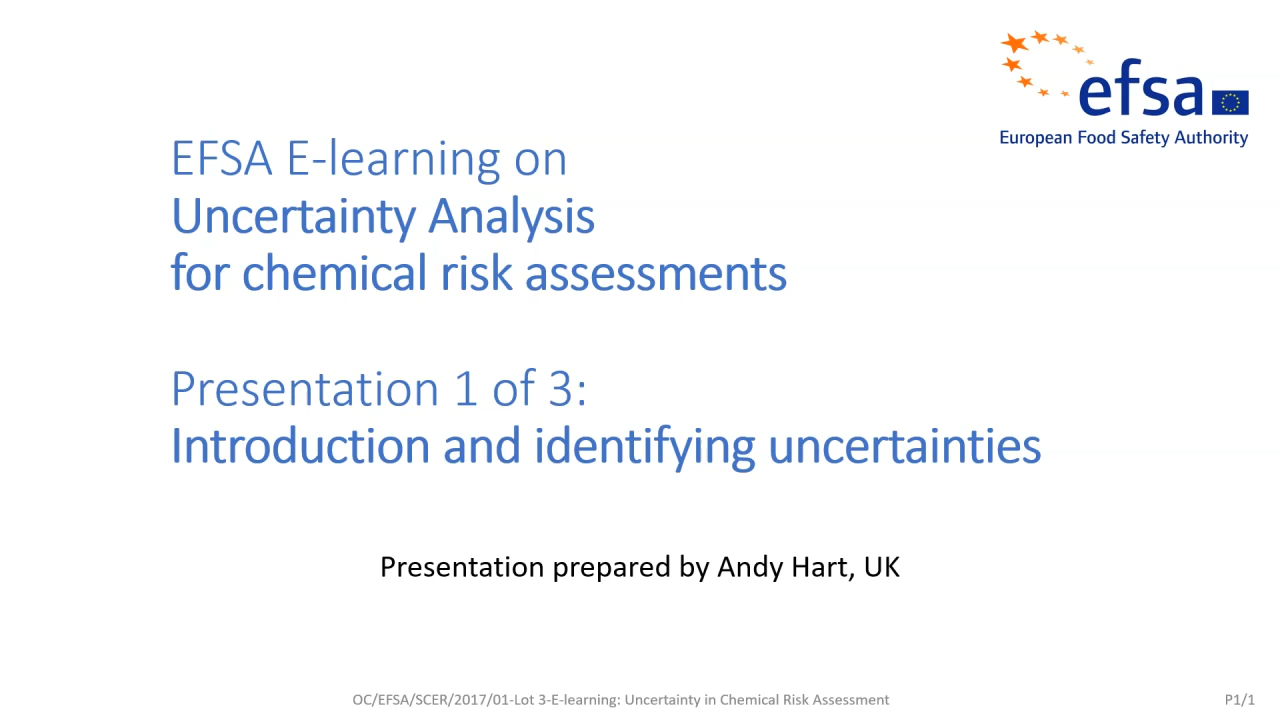 efsa
European Food Safety Authority
EFSA E-learning on
Uncertainty Analysis
for chemical risk assessments
Presentation 1 of 3:
Introduction and identifying uncertainties
Presentation prepared by Andy Hart, UK
OC/EFSA/SCER/2017/01-Lot 3-E-learning: Uncertainty in Chemical Risk Assessment
P1/1